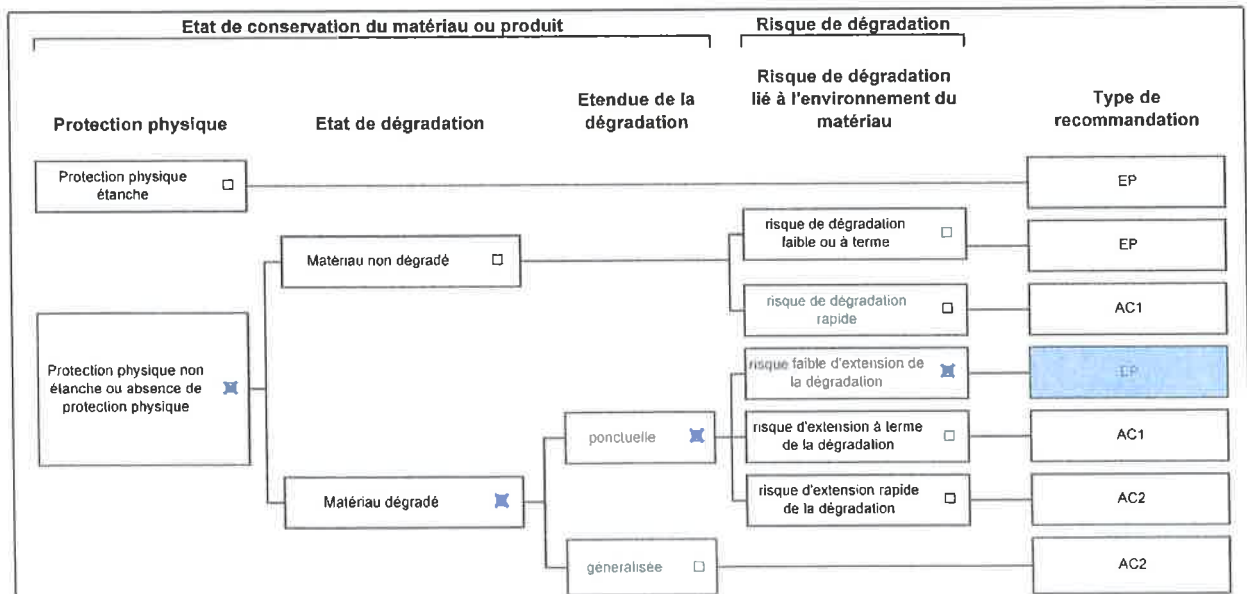 Etat de conservation du matériau ou produit
Risque de dégradation
Protection physique
Etat de dégradation
Etendue de la
dégradation
Risque de dégradation
lié à l'environnement du
matériau
Type de
recommandation
Protection physique
étanche
EP
Matériau non dégradé
risque de dégradation
faible ou à terme
EP
risque de dégradation
rapide
AC1
Protection physique non
étanche ou absence de
protection physique
risque faible d'extension de
la dégradation
EP
ponctuelle
risque d'extension à terme
de la dégradation
AC1
Matériau dégradé
risque d'extension rapide
de la dégradation
AC2
généralisée
AC2